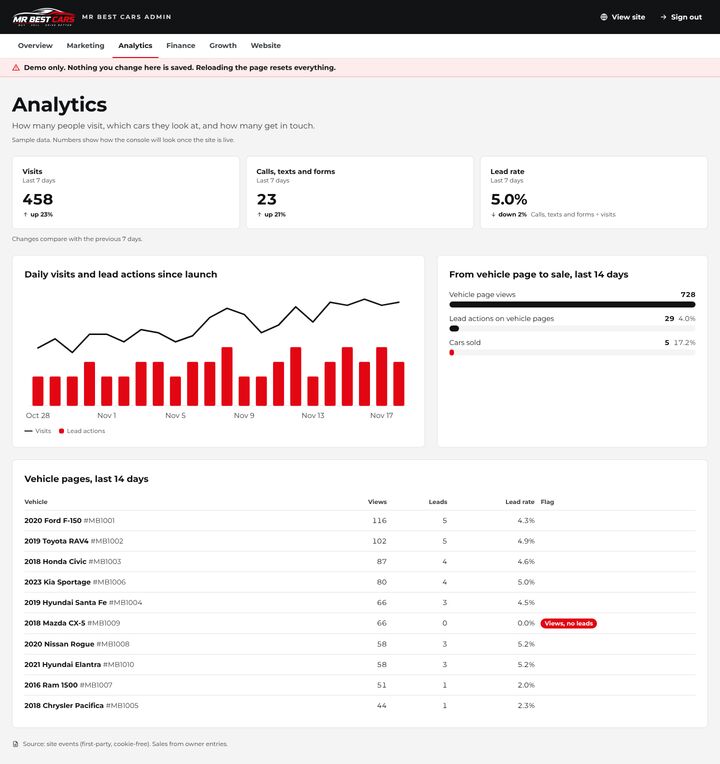 MR BEST CARS
BUY SELL DRIVE BETTER
MR BEST CARS ADMIN
View site
Sign out
Overview Marketing Analytics Finance Growth Website
Demo only. Nothing you change here is saved. Reloading the page resets everything.
Analytics
How many people visit, which cars they look at, and how many get in touch.
Sample data. Numbers show how the console will look once the site is live.
Visits
Last 7 days
458
↑ up 23%
Calls, texts and forms
Last 7 days
23
↑ up 21%
Lead rate
Last 7 days
5.0%
↓ down 2% Calls, texts and forms ÷ visits
Changes compare with the previous 7 days.
Daily visits and lead actions since launch
Oct 28 Nov 1 Nov 5 Nov 9 Nov 13 Nov 17
Visits Lead actions
From vehicle page to sale, last 14 days
Vehicle page views 728
Lead actions on vehicle pages 29 4.0%
Cars sold 5 17.2%
Vehicle pages, last 14 days
Vehicle Views Leads Lead rate Flag
2020 Ford F-150 #MB1001 116 5 4.3%
2019 Toyota RAV4 #MB1002 102 5 4.9%
2018 Honda Civic #MB1003 87 4 4.6%
2023 Kia Sportage #MB1006 80 4 5.0%
2019 Hyundai Santa Fe #MB1004 66 3 4.5%
2018 Mazda CX-5 #MB1009 66 0 0.0% Views, no leads
2020 Nissan Rogue #MB1008 58 3 5.2%
2021 Hyundai Elantra #MB1010 58 3 5.2%
2016 Ram 1500 #MB1007 51 1 2.0%
2018 Chrysler Pacifica #MB1005 44 1 2.3%
Source: site events (first-party, cookie-free). Sales from owner entries.